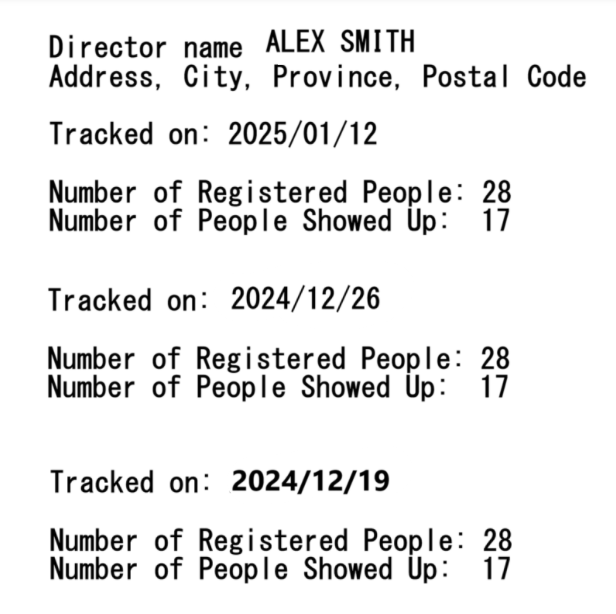 Director name ALEX SMITH
Address, City, Province, Postal Code
Tracked on: 2025/01/12
Number of Registered People: 28
Number of People Showed Up: 17
Tracked on: 2024/12/26
Number of Registered People: 28
Number of People Showed Up: 17
Tracked on: 2024/12/19
Number of Registered People: 28
Number of People Showed Up: 17